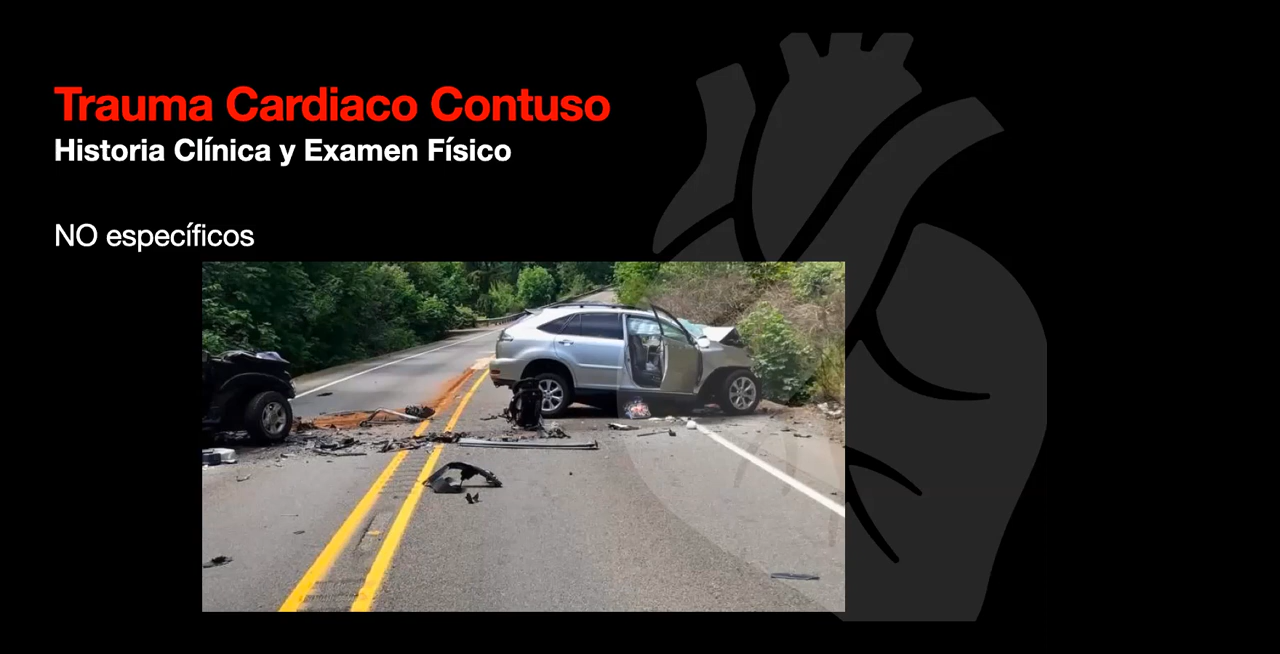 Trauma Cardiaco Contuso
Historia Clínica y Examen Físico
NO específicos